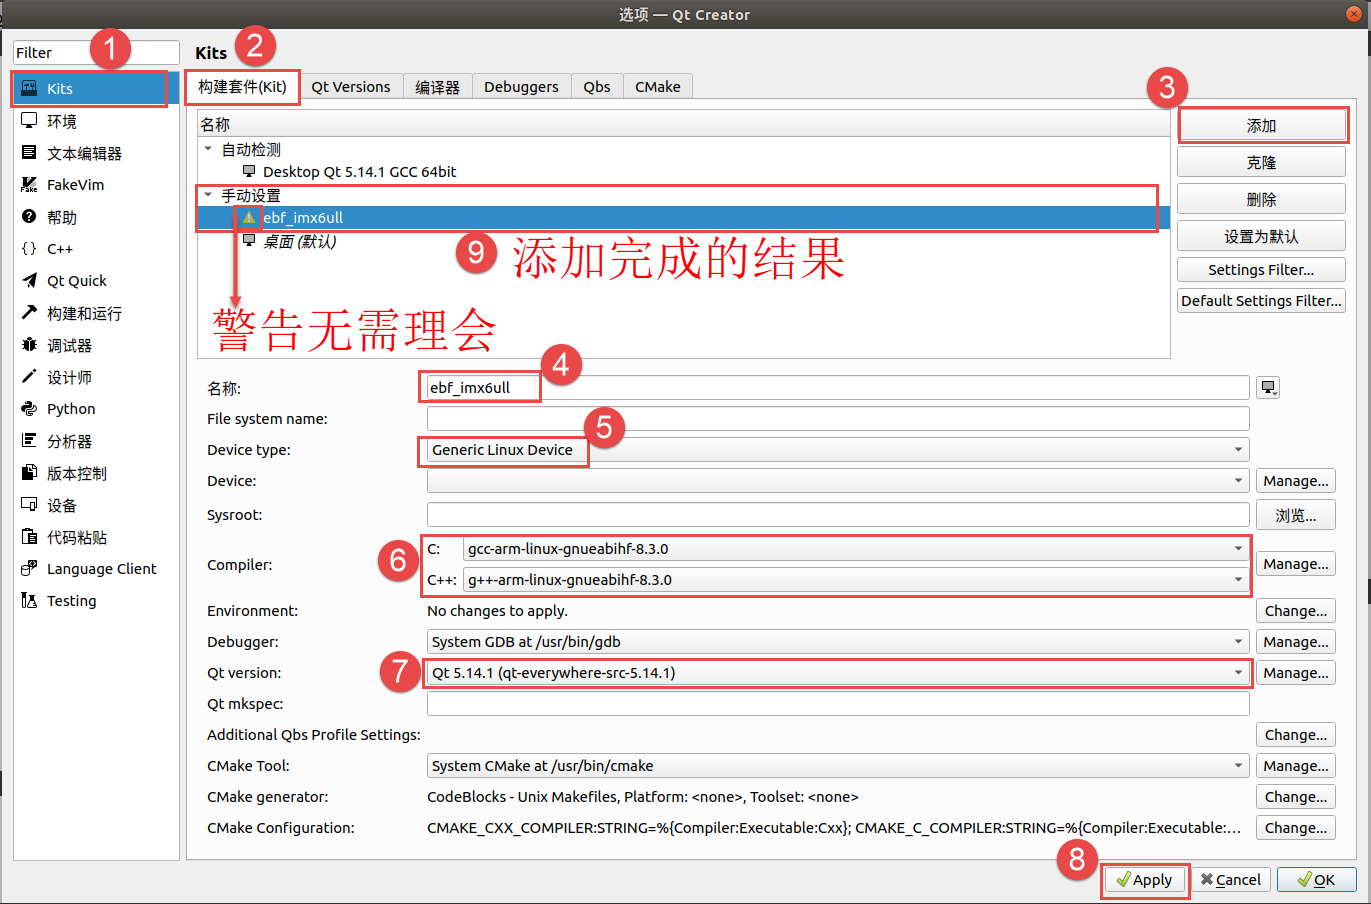 选项 — Qt Creator
Filter
1
Kits
2
Kits
环境
文本编辑器
FakeVim
帮助
C++
Qt Quick
构建和运行
调试器
设计师
Python
分析器
版本控制
设备
代码粘贴
Language Client
Testing
构建套件(Kit) Qt Versions 编译器 Debuggers Qbs CMake
3
名称
自动检测
Desktop Qt 5.14.1 GCC 64bit
手动设置
ebf_imx6ull
桌面 (默认)
9 添加完成的结果
警告无需理会
添加
克隆
删除
设置为默认
Settings Filter...
Default Settings Filter...
4
名称: ebf_imx6ull
File system name:
5
Device type: Generic Linux Device
Device: Manage...
Sysroot: 浏览...
6
Compiler: Manage...
C: gcc-arm-linux-gnueabihf-8.3.0
C++: g++-arm-linux-gnueabihf-8.3.0
Environment: No changes to apply. Change...
Debugger: System GDB at /usr/bin/gdb Manage...
7
Qt version: Qt 5.14.1 (qt-everywhere-src-5.14.1) Manage...
Qt mkspec:
Additional Qbs Profile Settings: Change...
CMake Tool: System CMake at /usr/bin/cmake Manage...
CMake generator: CodeBlocks - Unix Makefiles, Platform: <none>, Toolset: <none> Change...
CMake Configuration: CMAKE_CXX_COMPILER:STRING=%{Compiler:Executable:Cxx}; CMAKE_C_COMPILER:STRING=%{Compiler:Executable:... Change...
8
Apply Cancel OK